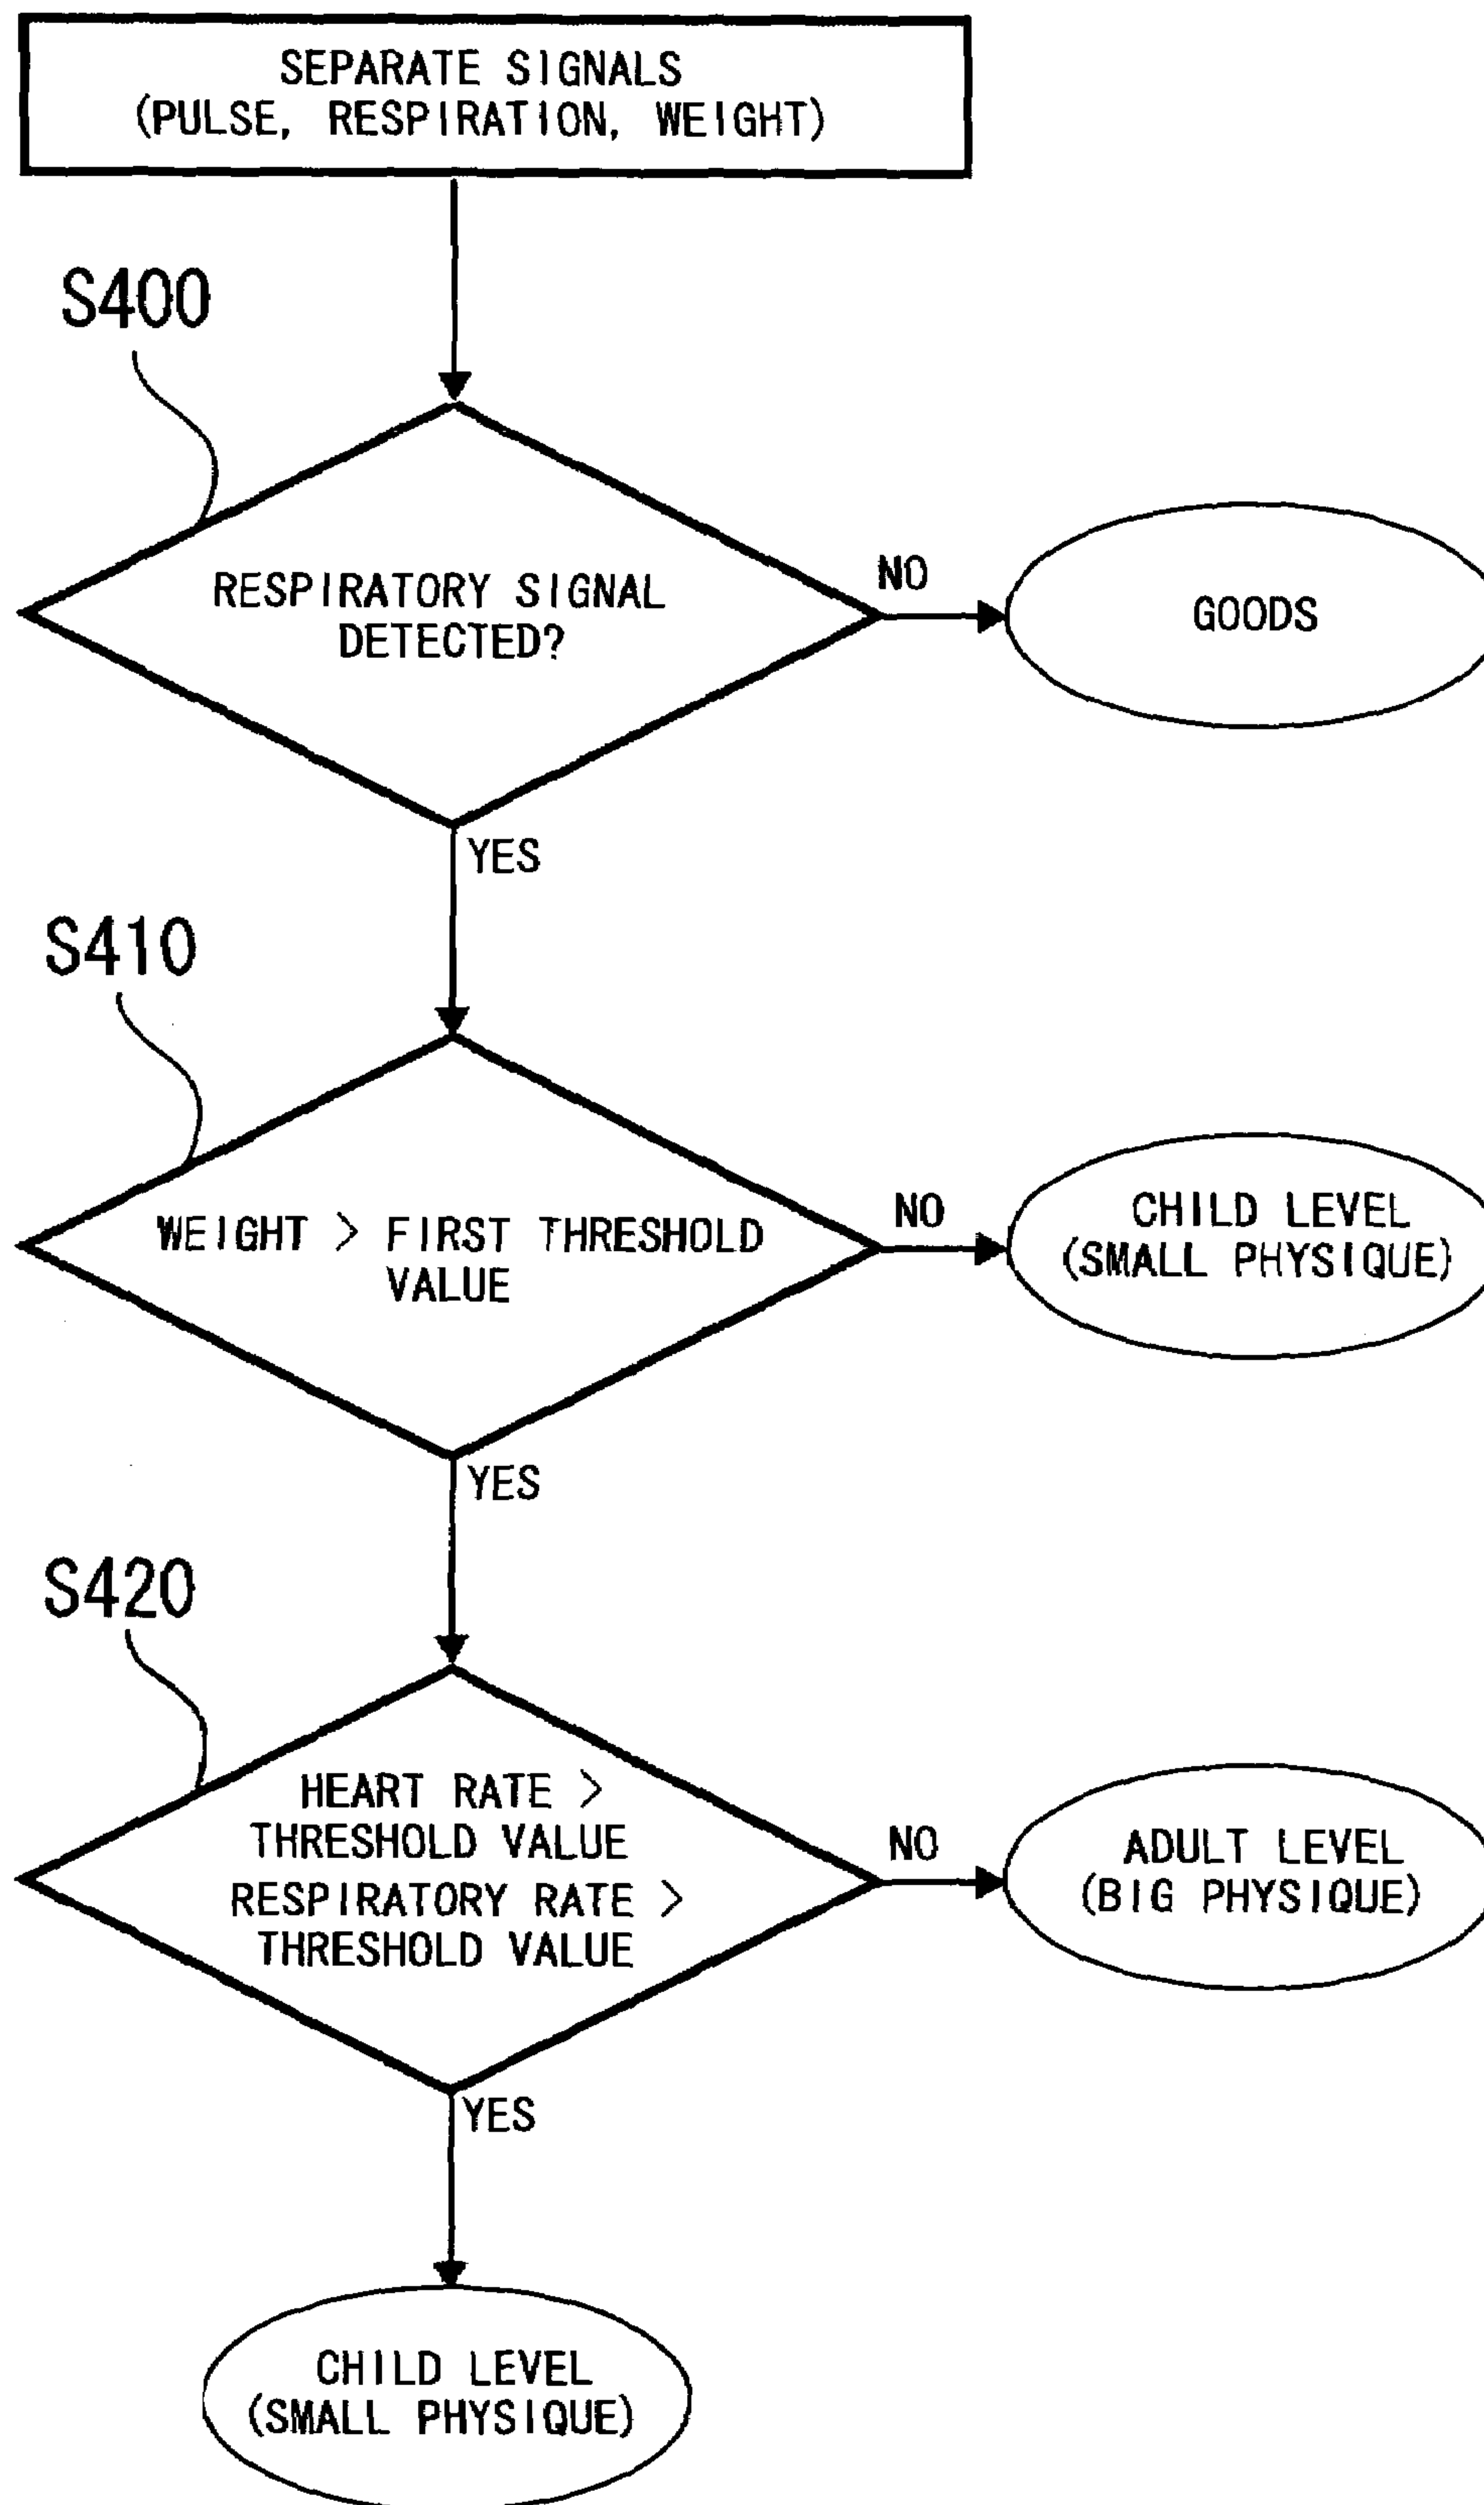 SEPARATE SIGNALS
(PULSE, RESPIRATION, WEIGHT)
S400
RESPIRATORY SIGNAL
DETECTED?
NO
GOODS
YES
S410
WEIGHT > FIRST THRESHOLD
VALUE
NO
CHILD LEVEL
(SMALL PHYSIQUE)
YES
S420
HEART RATE >
THRESHOLD VALUE
RESPIRATORY RATE >
THRESHOLD VALUE
NO
ADULT LEVEL
(BIG PHYSIQUE)
YES
CHILD LEVEL
(SMALL PHYSIQUE)